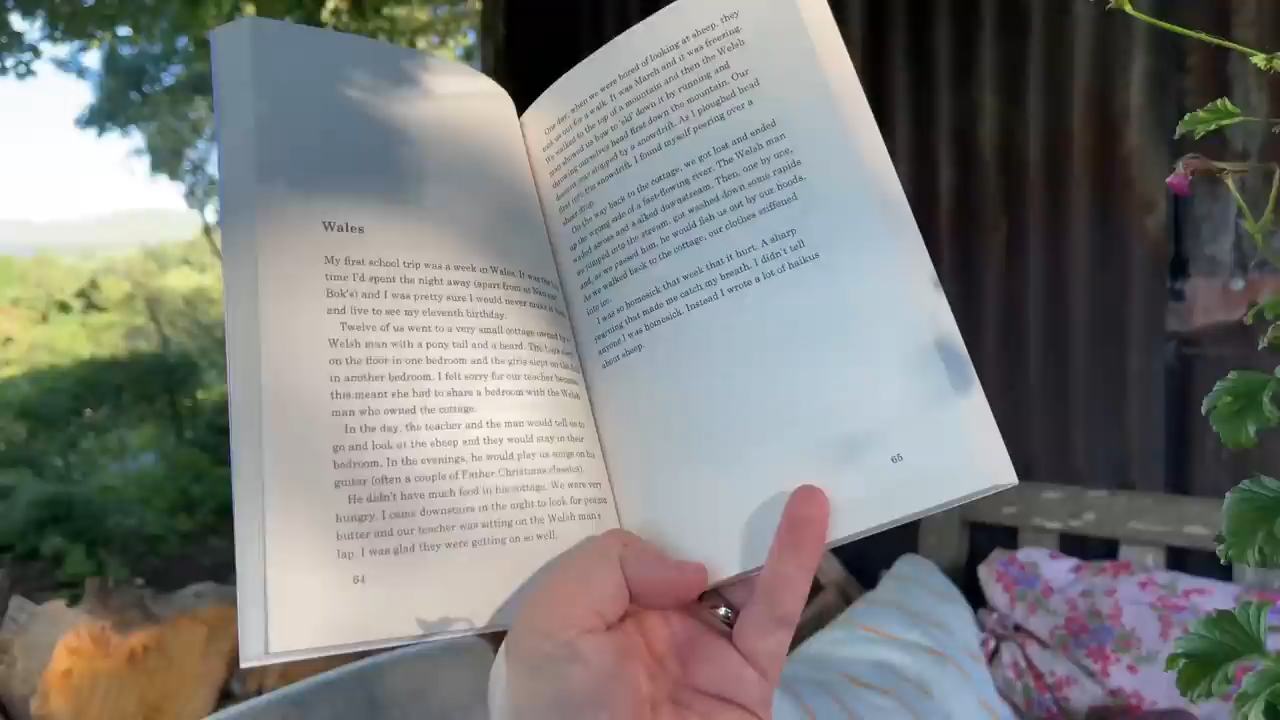 Wales
My first school trip was a week in Wales. It was the
time I'd spent the night away (apart from at Nan
Bok's) and I was pretty sure I would never make it
and live to see my eleventh birthday.
Twelve of us went to a very small cottage owned by a
Welsh man with a pony tail and a beard. The boys slept
on the floor in one bedroom and the girls slept on the
in another bedroom. I felt sorry for our teacher because
this meant she had to share a bedroom with the Welsh
man who owned the cottage.
In the day, the teacher and the man would tell us to
go and look at the sheep and they would stay in their
bedroom. In the evenings, he would play us songs on his
guitar (often a couple of Father Christmas classics).
He didn't have much food in his cottage. We were very
hungry. I came downstairs in the night to look for peanut
butter and our teacher was sitting on the Welsh man's
lap. I was glad they were getting on so well.
64
One day, when we were bored of looking at sheep, they
took us out for a walk. It was March and it was freezing.
We walked to the top of a mountain and then the Welsh
man showed us how to 'ski' down it by running and
throwing ourselves head first down the mountain. Our
descent was stopped by a snowdrift. As I ploughed head
first into the snowdrift, I found myself peering over a
sheer drop.
On the way back to the cottage, we got lost and ended
up the wrong side of a fast-flowing river. The Welsh man
waded across and stood downstream. Then, one by one,
we jumped into the stream, got washed down some rapids
and, as we passed him, he would fish us out by our hoods.
As we walked back to the cottage, our clothes stiffened
into ice.
I was so homesick that week that it hurt. A sharp
yearning that made me catch my breath. I didn't tell
anyone I was homesick. Instead I wrote a lot of haikus
about sheep.
65